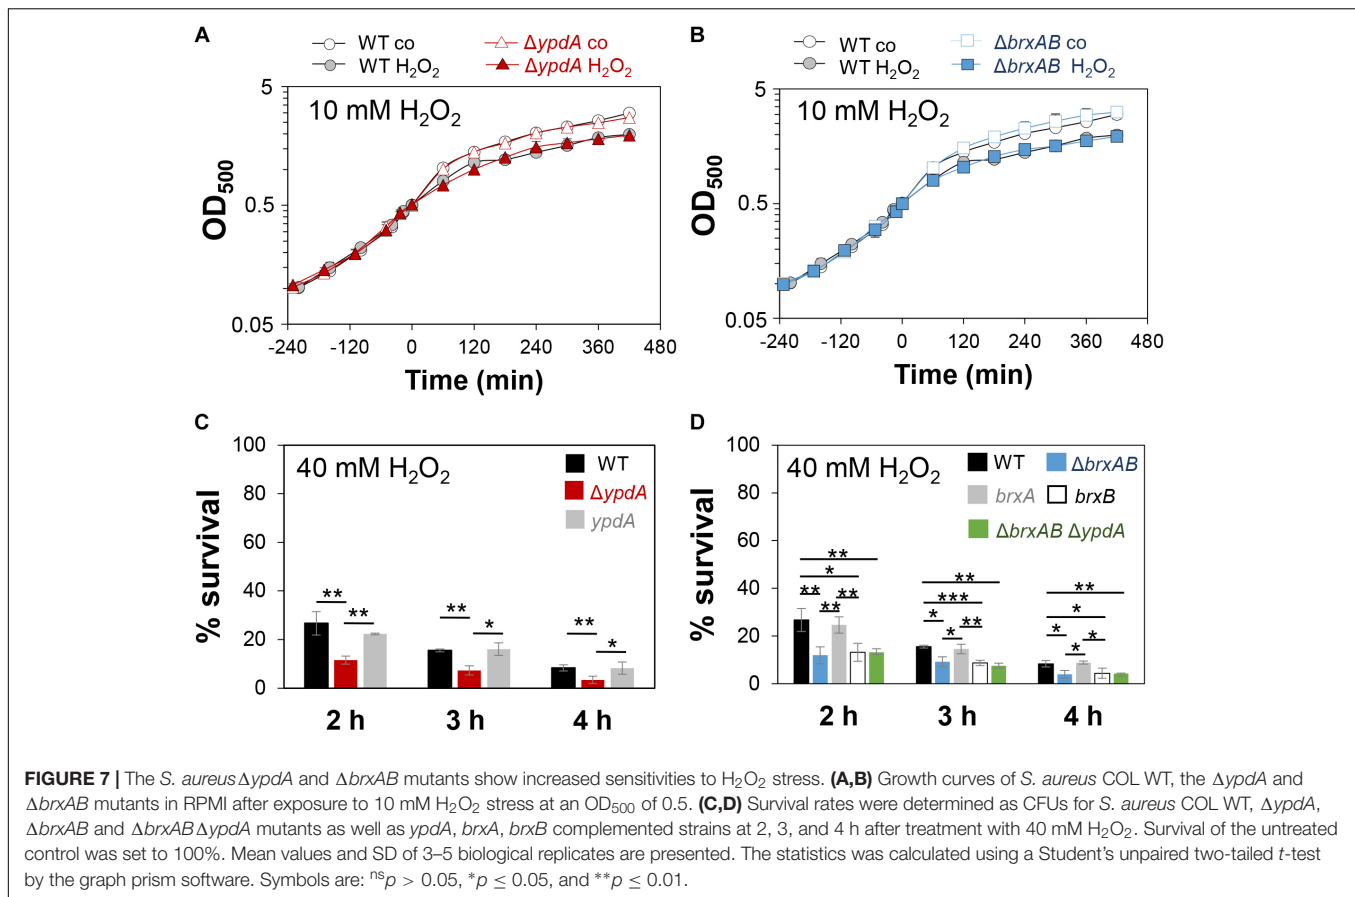 A
WT co
ΔypdA co
WT H₂O₂
ΔypdA H₂O₂
5
10 mM H₂O₂
OD₅₀₀
0.5
0.05
-240 -120 0 120 240 360 480
Time (min)
B
WT co
ΔbrxAB co
WT H₂O₂
ΔbrxAB H₂O₂
5
10 mM H₂O₂
OD₅₀₀
0.5
0.05
-240 -120 0 120 240 360 480
Time (min)
C
100
80
60
40
20
0
% survival
40 mM H₂O₂
WT
ΔypdA
ypdA
** **
** *
** *
2 h 3 h 4 h
D
100
80
60
40
20
0
% survival
40 mM H₂O₂
WT ΔbrxAB
brxA brxB
ΔbrxAB ΔypdA
**
*
** **
**
**
***
* **
*
**
*
* *
*
2 h 3 h 4 h
FIGURE 7 | The S. aureus ΔypdA and ΔbrxAB mutants show increased sensitivities to H₂O₂ stress. (A,B) Growth curves of S. aureus COL WT, the ΔypdA and
ΔbrxAB mutants in RPMI after exposure to 10 mM H₂O₂ stress at an OD₅₀₀ of 0.5. (C,D) Survival rates were determined as CFUs for S. aureus COL WT, ΔypdA,
ΔbrxAB and ΔbrxABΔypdA mutants as well as ypdA, brxA, brxB complemented strains at 2, 3, and 4 h after treatment with 40 mM H₂O₂. Survival of the untreated
control was set to 100%. Mean values and SD of 3–5 biological replicates are presented. The statistics was calculated using a Student's unpaired two-tailed t-test
by the graph prism software. Symbols are: ⁿˢp > 0.05, *p ≤ 0.05, and **p ≤ 0.01.